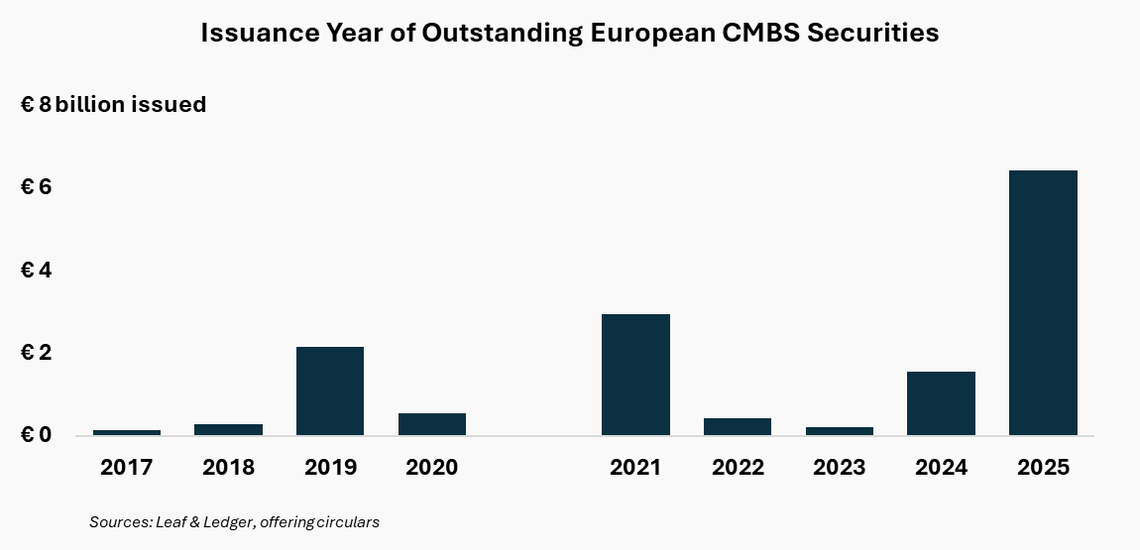 Issuance Year of Outstanding European CMBS Securities
€ 8 billion issued
€ 6
€ 4
€ 2
€ 0
2017 2018 2019 2020 2021 2022 2023 2024 2025
Sources: Leaf & Ledger, offering circulars